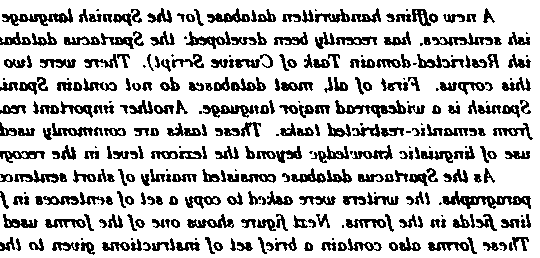 A new offline handwritten database for the Spanish language
ish sentences, has recently been developed: the Spartacus databas
ish Restricted-domain Task of Cursive Script). There were two
this corpus. First of all, most databases do not contain Spani
Spanish is a widespread major language. Another important rea
from semantic-restricted tasks. These tasks are commonly used
use of linguistic knowledge beyond the lexicon level in the recogn
As the Spartacus database consisted mainly of short sentence
paragraphs, the writers were asked to copy a set of sentences in f
line fields in the forms. Next figure shows one of the forms used
These forms also contain a brief set of instructions given to the